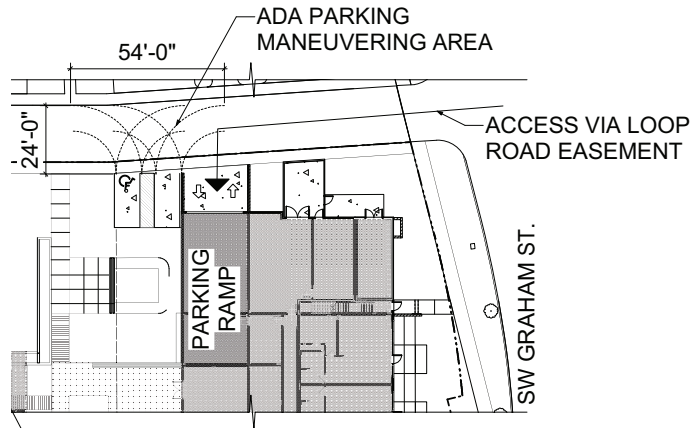 ADA PARKING
MANEUVERING AREA
54'-0"
24'-0"
ACCESS VIA LOOP
ROAD EASEMENT
PARKING
RAMP
SW GRAHAM ST.